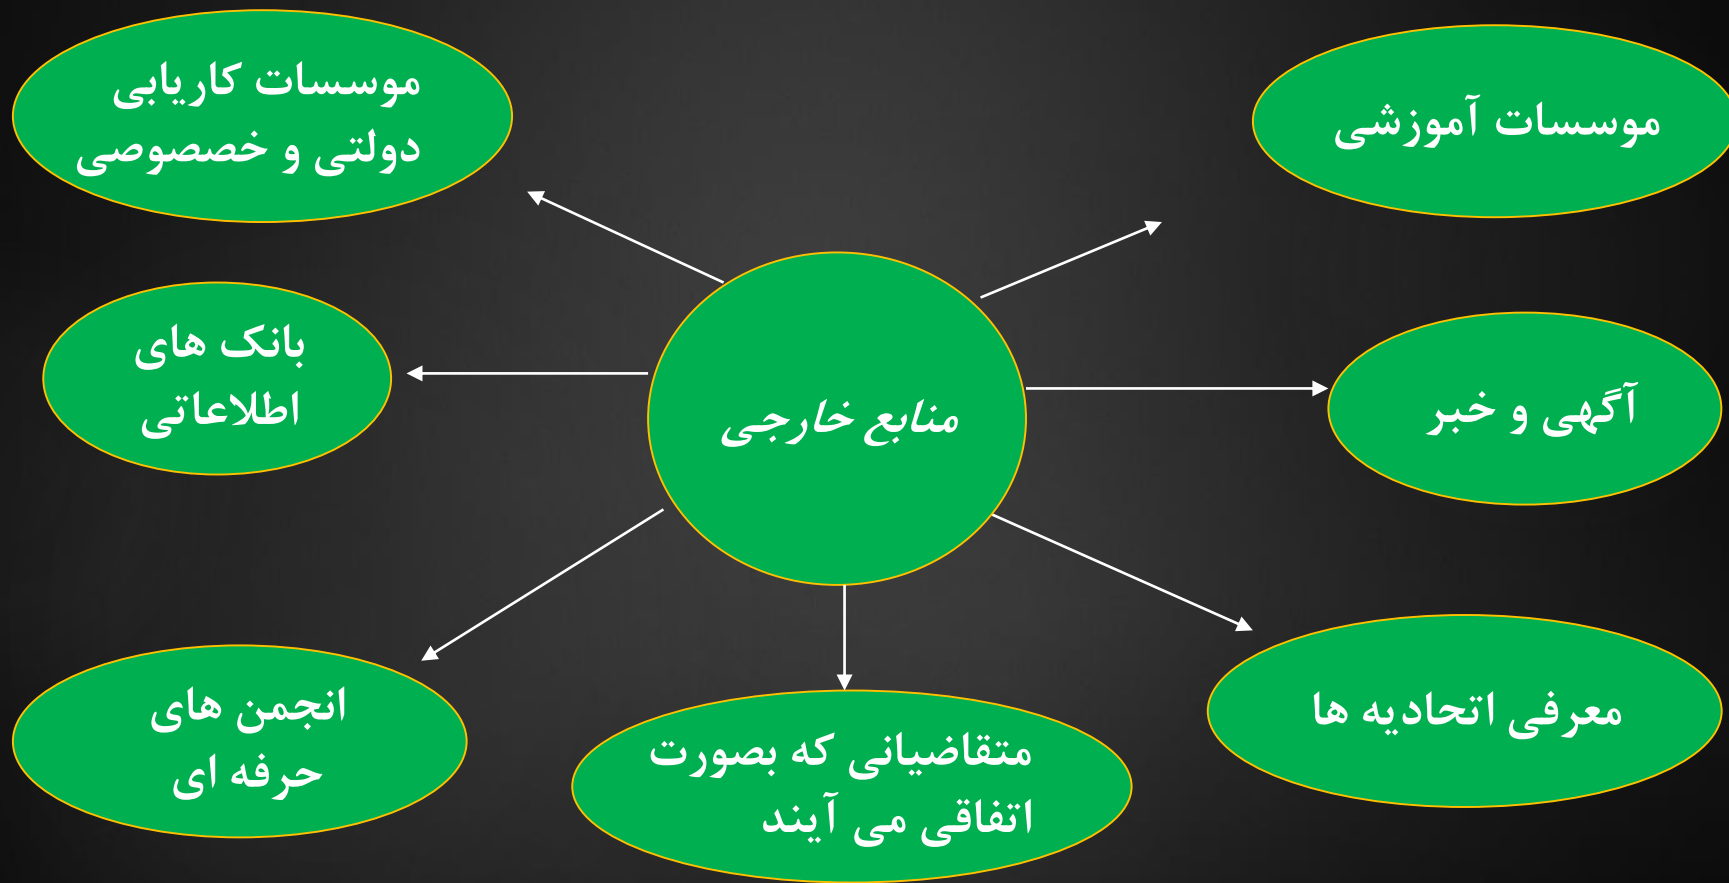 موسسات آموزشی
موسسات کاریابی
دولتی و خصصوصی
بانک های
اطلاعاتی
منابع خارجی
آگهی و خبر
معرفی اتحادیه ها
متقاضیانی که بصورت
اتفاقی می آیند
انجمن های
حرفه ای